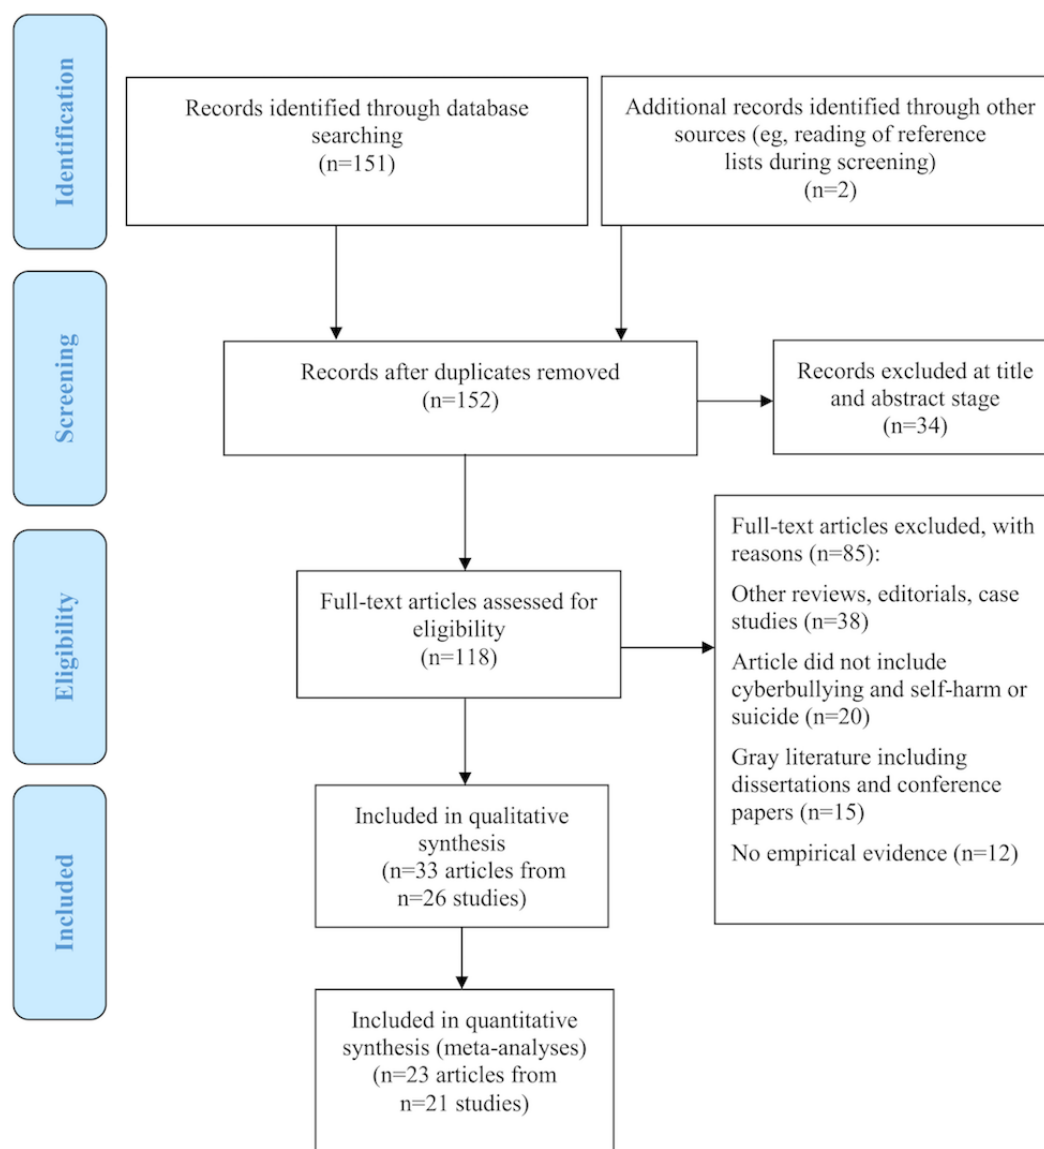 Identification
Records identified through database
searching
(n=151)
Additional records identified through other
sources (eg, reading of reference
lists during screening)
(n=2)
Screening
Records after duplicates removed
(n=152)
Records excluded at title
and abstract stage
(n=34)
Eligibility
Full-text articles assessed for
eligibility
(n=118)
Full-text articles excluded, with
reasons (n=85):
Other reviews, editorials, case
studies (n=38)
Article did not include
cyberbullying and self-harm or
suicide (n=20)
Gray literature including
dissertations and conference
papers (n=15)
No empirical evidence (n=12)
Included
Included in qualitative
synthesis
(n=33 articles from
n=26 studies)
Included in quantitative
synthesis (meta-analyses)
(n=23 articles from
n=21 studies)